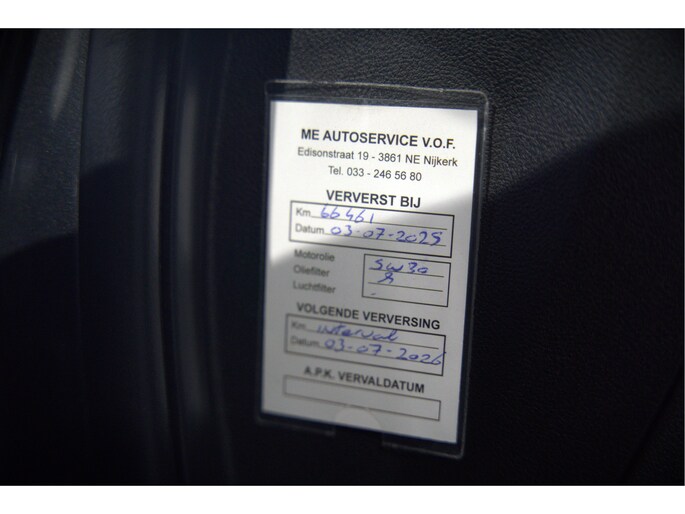 ME AUTOSERVICE V.O.F.
Edisonstraat 19 - 3861 NE Nijkerk
Tel. 033 - 246 56 80
VERVERST BIJ
Km 66461
Datum 03-07-2025
Motorolie 5W30
Oliefilter
Luchtfilter -
VOLGENDE VERVERSING
Km interval
Datum 03-07-2026
A.P.K. VERVALDATUM